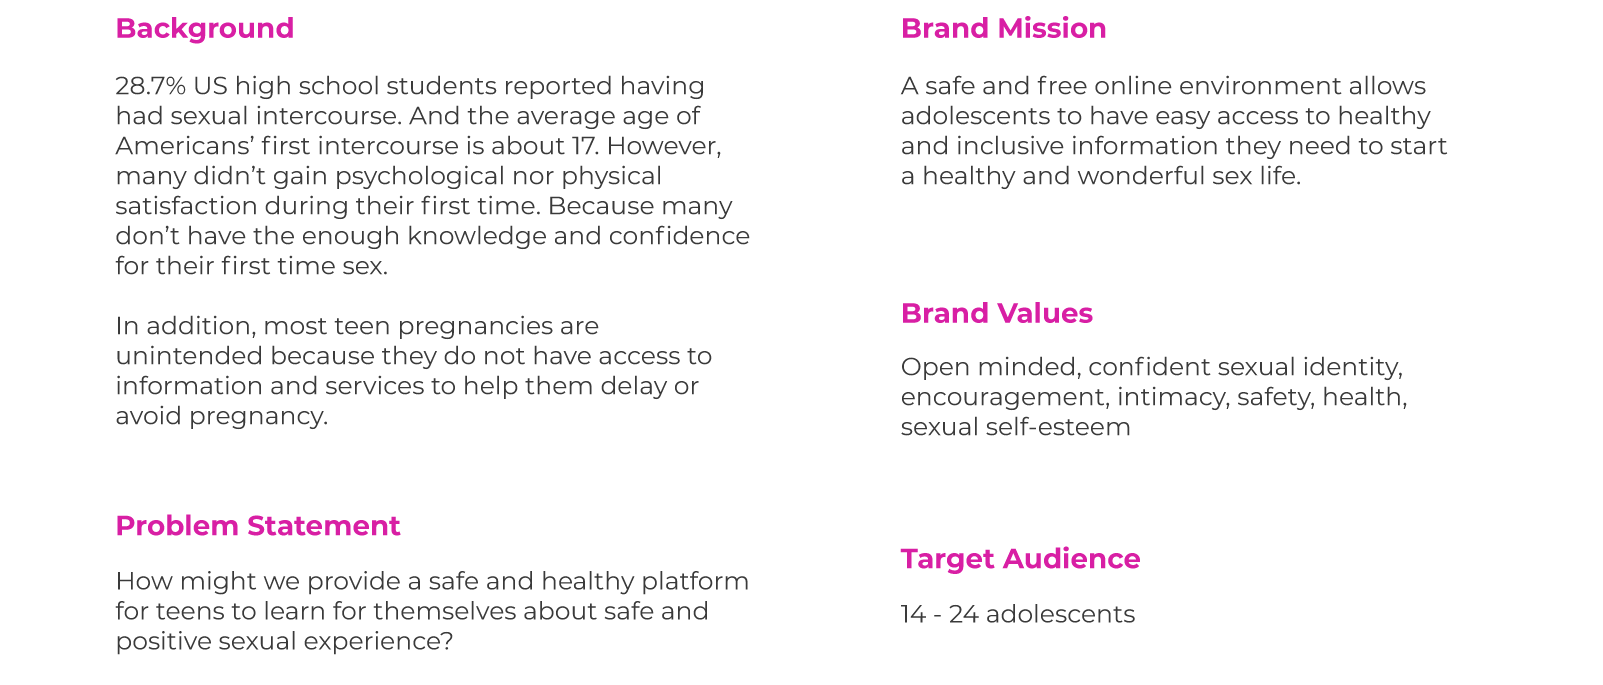 Background
28.7% US high school students reported having
had sexual intercourse. And the average age of
Americans’ first intercourse is about 17. However,
many didn’t gain psychological nor physical
satisfaction during their first time. Because many
don’t have the enough knowledge and confidence
for their first time sex.
In addition, most teen pregnancies are
unintended because they do not have access to
information and services to help them delay or
avoid pregnancy.
Problem Statement
How might we provide a safe and healthy platform
for teens to learn for themselves about safe and
positive sexual experience?
Brand Mission
A safe and free online environment allows
adolescents to have easy access to healthy
and inclusive information they need to start
a healthy and wonderful sex life.
Brand Values
Open minded, confident sexual identity,
encouragement, intimacy, safety, health,
sexual self-esteem
Target Audience
14 - 24 adolescents